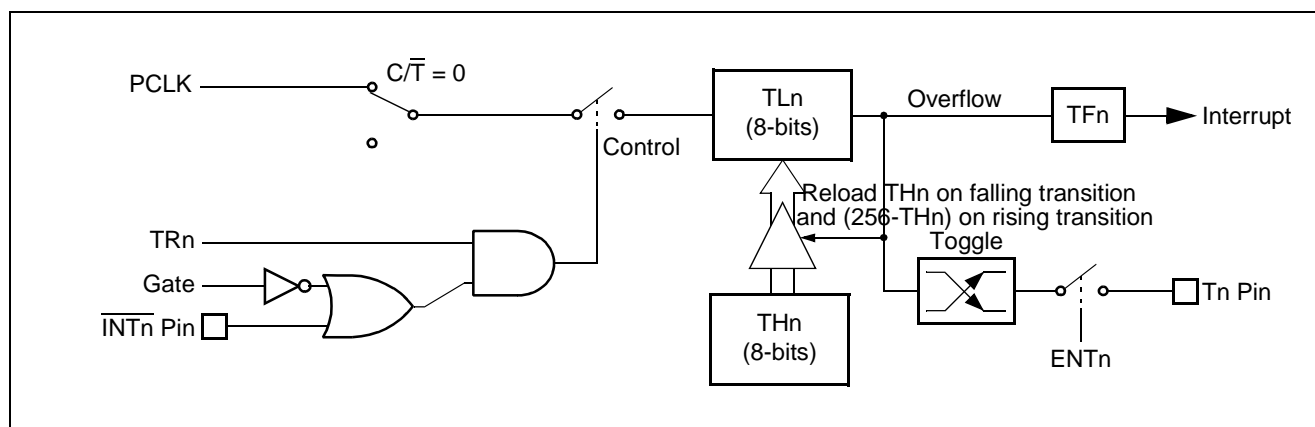 PCLK
C/T̅ = 0
TLn
(8-bits)
Overflow
TFn
Interrupt
Control
Reload THn on falling transition
and (256-THn) on rising transition
TRn
Toggle
Gate
Tn Pin
I̅N̅T̅n̅ Pin
THn
(8-bits)
ENTn